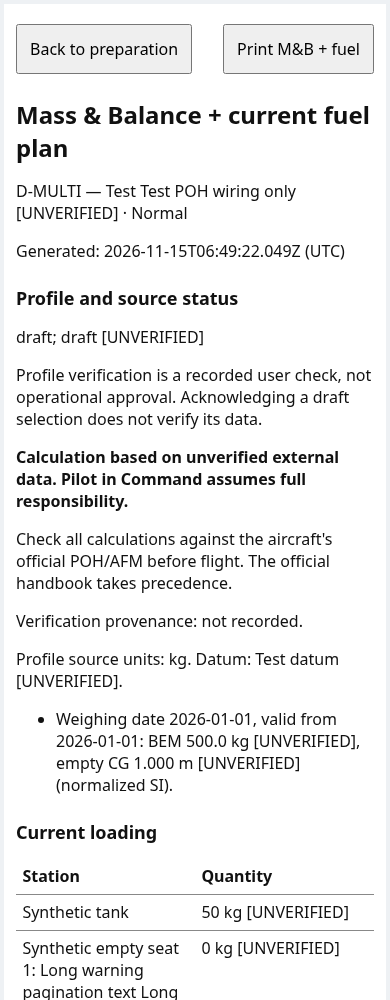 Back to preparation
Print M&B + fuel
Mass & Balance + current fuel
plan
D-MULTI — Test Test POH wiring only
[UNVERIFIED] · Normal
Generated: 2026-11-15T06:49:22.049Z (UTC)
Profile and source status
draft; draft [UNVERIFIED]
Profile verification is a recorded user check, not
operational approval. Acknowledging a draft
selection does not verify its data.
Calculation based on unverified external
data. Pilot in Command assumes full
responsibility.
Check all calculations against the aircraft's
official POH/AFM before flight. The official
handbook takes precedence.
Verification provenance: not recorded.
Profile source units: kg. Datum: Test datum
[UNVERIFIED].
• Weighing date 2026-01-01, valid from
2026-01-01: BEM 500.0 kg [UNVERIFIED],
empty CG 1.000 m [UNVERIFIED]
(normalized SI).
Current loading
Station Quantity
Synthetic tank 50 kg [UNVERIFIED]
Synthetic empty seat 0 kg [UNVERIFIED]
1: Long warning
pagination text Long